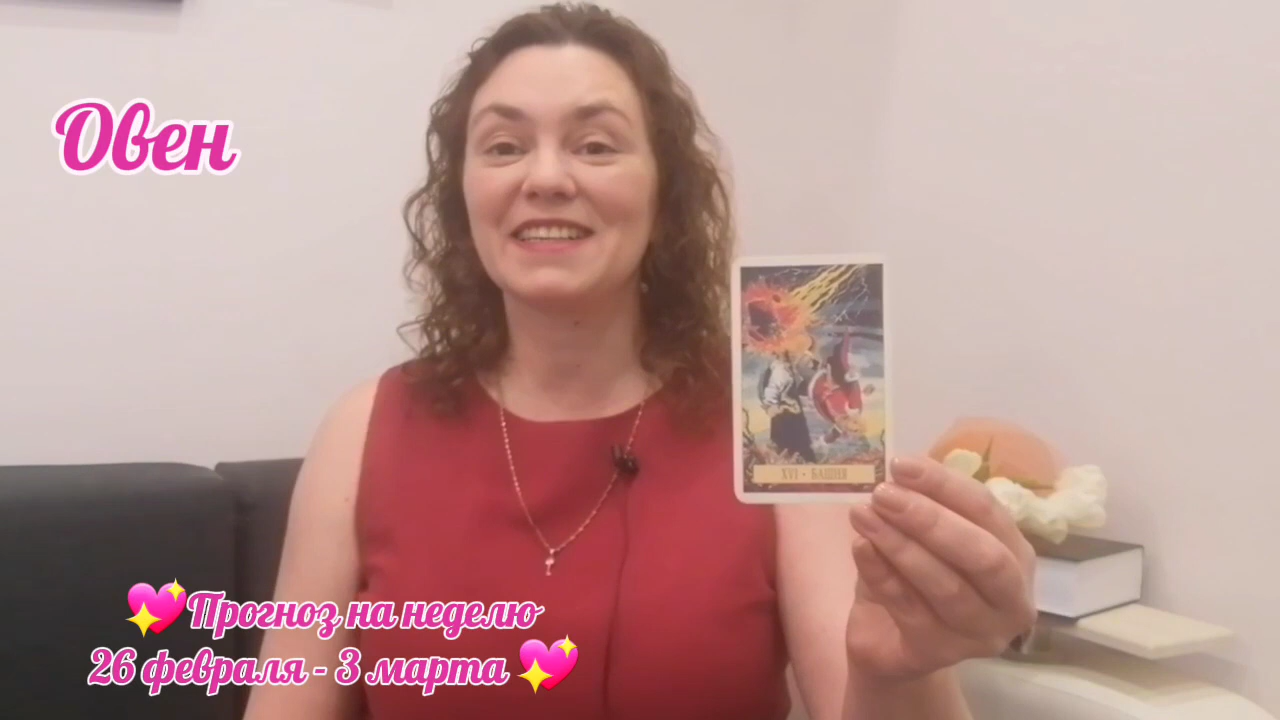 Овен
XVI • БАШНЯ
💖Прогноз на неделю
26 февраля - 3 марта 💖